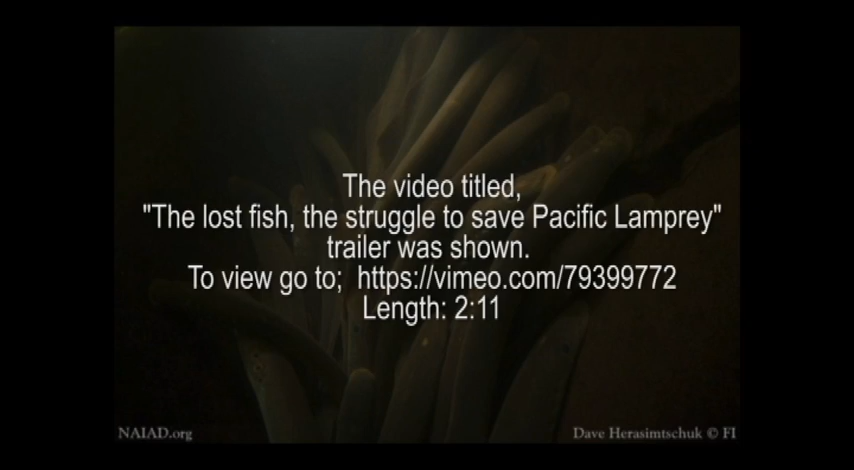 The video titled,
"The lost fish, the struggle to save Pacific Lamprey"
trailer was shown.
To view go to;  https://vimeo.com/79399772
Length: 2:11
NAIAD.org
Dave Herasimtschuk © FI